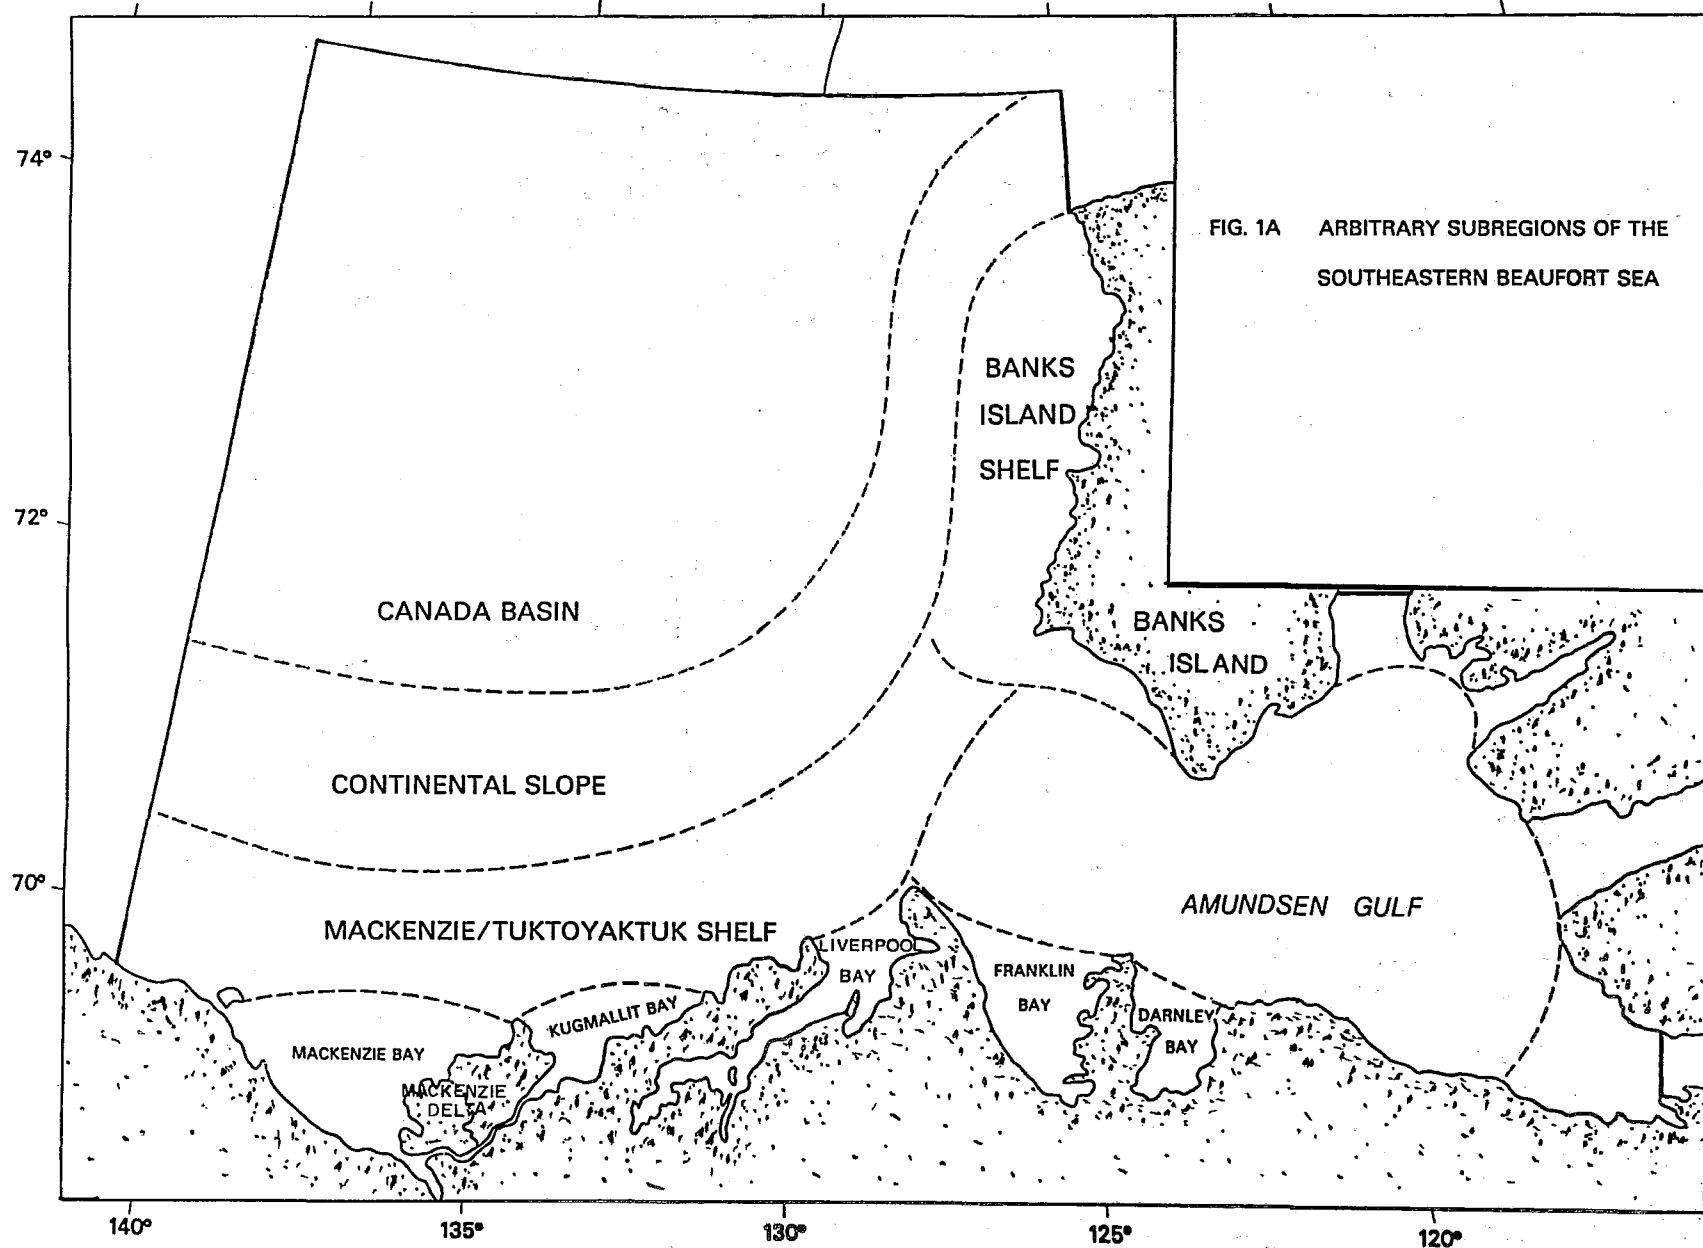 74°
72°
70°
FIG. 1A ARBITRARY SUBREGIONS OF THE
SOUTHEASTERN BEAUFORT SEA
BANKS
ISLAND
SHELF
BANKS
ISLAND
CANADA BASIN
CONTINENTAL SLOPE
MACKENZIE/TUKTOYAKTUK SHELF
AMUNDSEN GULF
LIVERPOOL
BAY
FRANKLIN
BAY
DARNLEY
BAY
KUGMALLIT BAY
MACKENZIE BAY
MACKENZIE
DELTA
140°
135°
130°
125°
120°